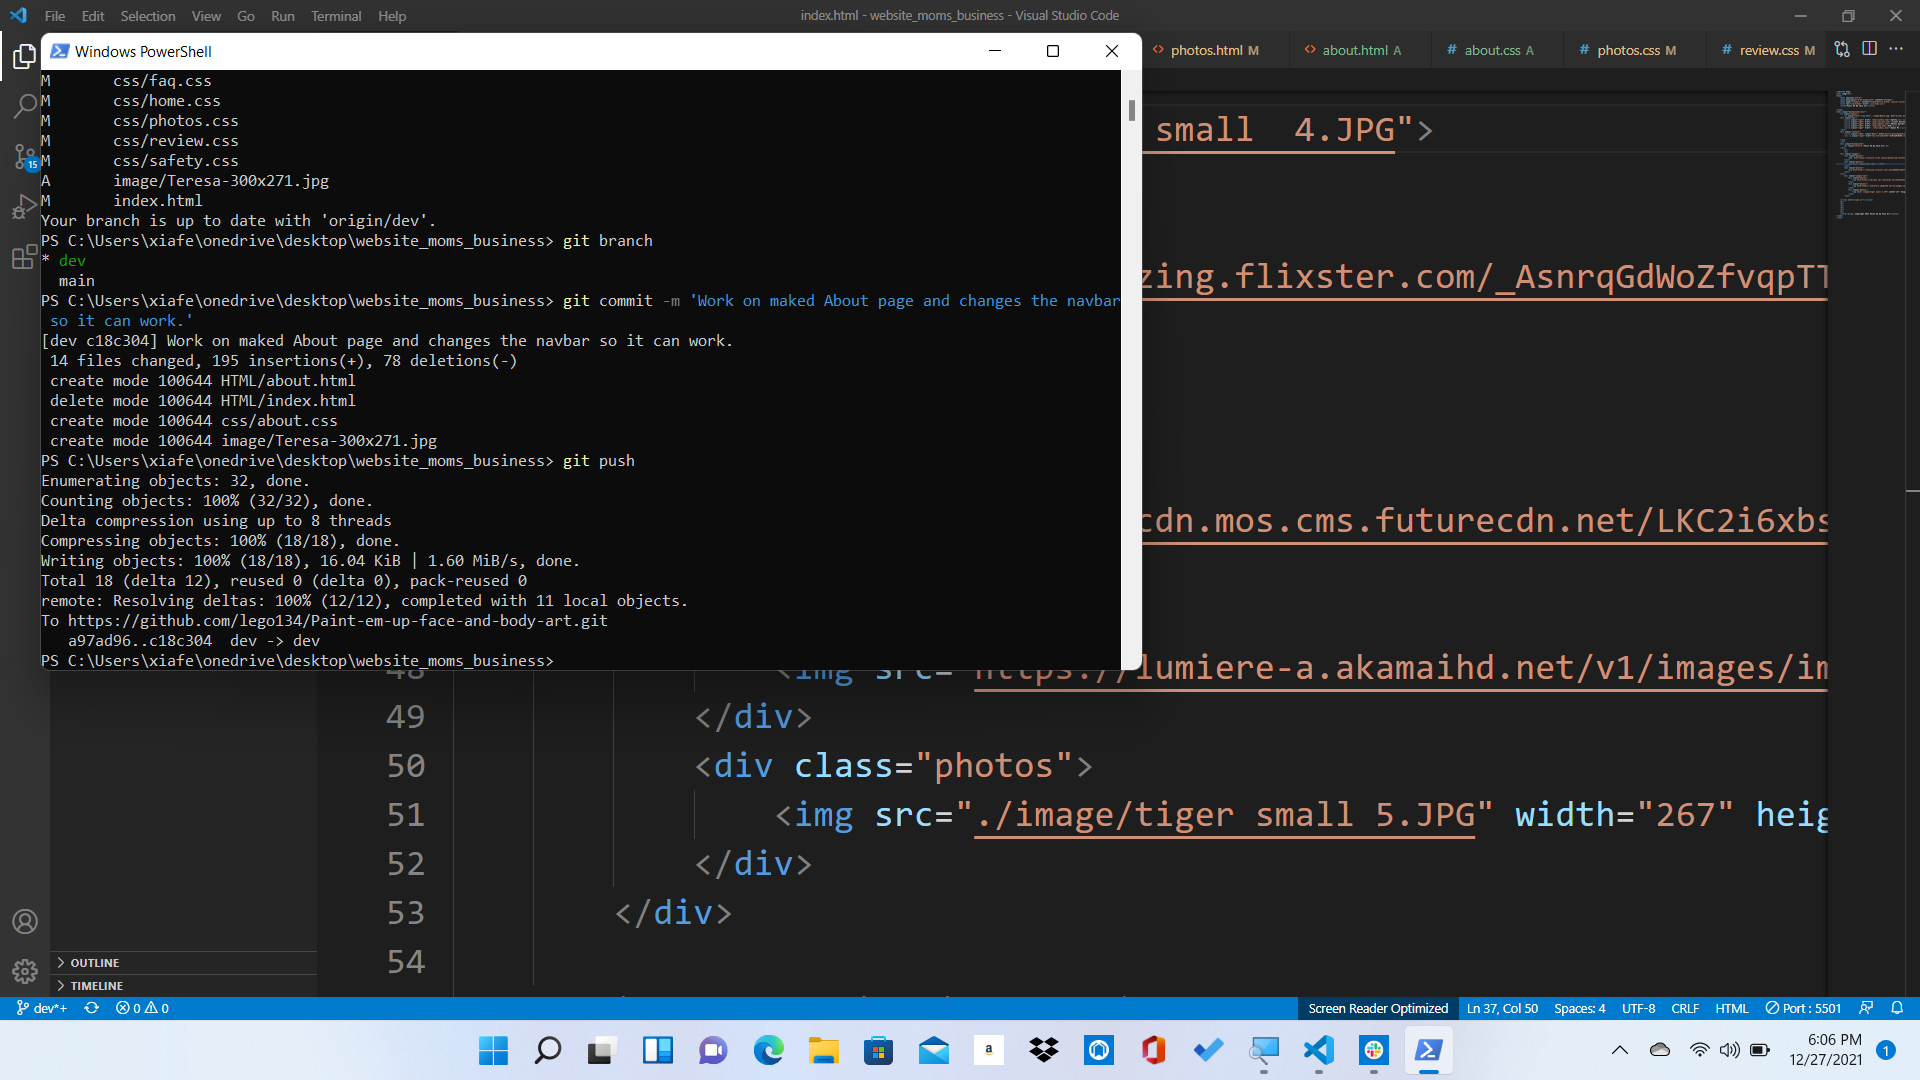 File Edit Selection View Go Run Terminal Help
index.html - website_moms_business - Visual Studio Code
Windows PowerShell
photos.html M
about.html A
# about.css A
# photos.css M
# review.css M
M css/faq.css
M css/home.css
M css/photos.css
M css/review.css
M css/safety.css
A image/Teresa-300x271.jpg
M index.html
Your branch is up to date with 'origin/dev'.
PS C:\Users\xiafe\onedrive\desktop\website_moms_business> git branch
* dev
main
PS C:\Users\xiafe\onedrive\desktop\website_moms_business> git commit -m 'Work on maked About page and changes the navbar
so it can work.'
[dev c18c304] Work on maked About page and changes the navbar so it can work.
14 files changed, 195 insertions(+), 78 deletions(-)
create mode 100644 HTML/about.html
delete mode 100644 HTML/index.html
create mode 100644 css/about.css
create mode 100644 image/Teresa-300x271.jpg
PS C:\Users\xiafe\onedrive\desktop\website_moms_business> git push
Enumerating objects: 32, done.
Counting objects: 100% (32/32), done.
Delta compression using up to 8 threads
Compressing objects: 100% (18/18), done.
Writing objects: 100% (18/18), 16.04 KiB | 1.60 MiB/s, done.
Total 18 (delta 12), reused 0 (delta 0), pack-reused 0
remote: Resolving deltas: 100% (12/12), completed with 11 local objects.
To https://github.com/lego134/Paint-em-up-face-and-body-art.git
a97ad96..c18c304 dev -> dev
PS C:\Users\xiafe\onedrive\desktop\website_moms_business>
15
small 4.JPG">
zing.flixster.com/_AsnrqGdWoZfvqpTT
cdn.mos.cms.futurecdn.net/LKC2i6xbs
48 <img src="https://lumiere-a.akamaihd.net/v1/images/im
49 </div>
50 <div class="photos">
51 <img src="./image/tiger small 5.JPG" width="267" heig
52 </div>
53 </div>
54
OUTLINE
TIMELINE
dev*+ 0 0
Screen Reader Optimized Ln 37, Col 50 Spaces: 4 UTF-8 CRLF HTML Port : 5501
a
6:06 PM
12/27/2021
1